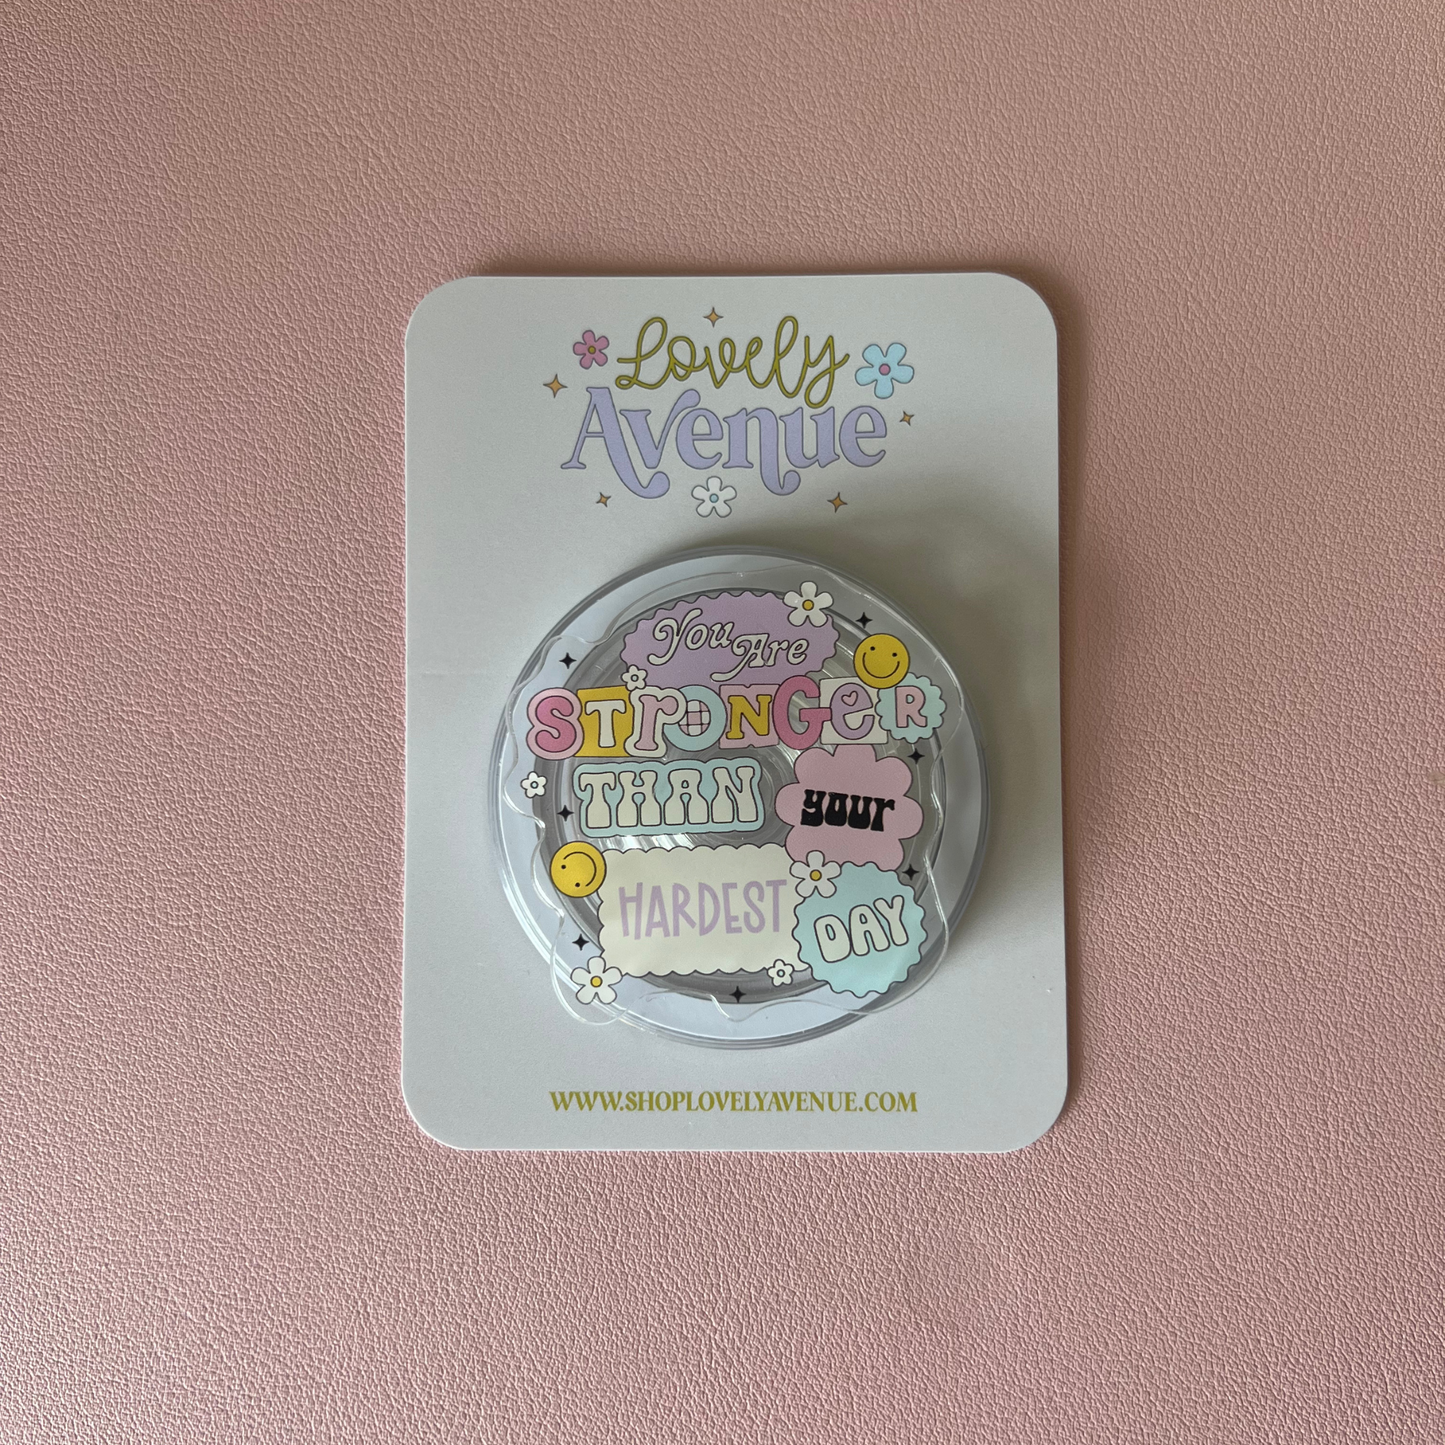 Lovely
Avenue
You Are
STRONGER
THAN your
HARDEST DAY
WWW.SHOPLOVELYAVENUE.COM